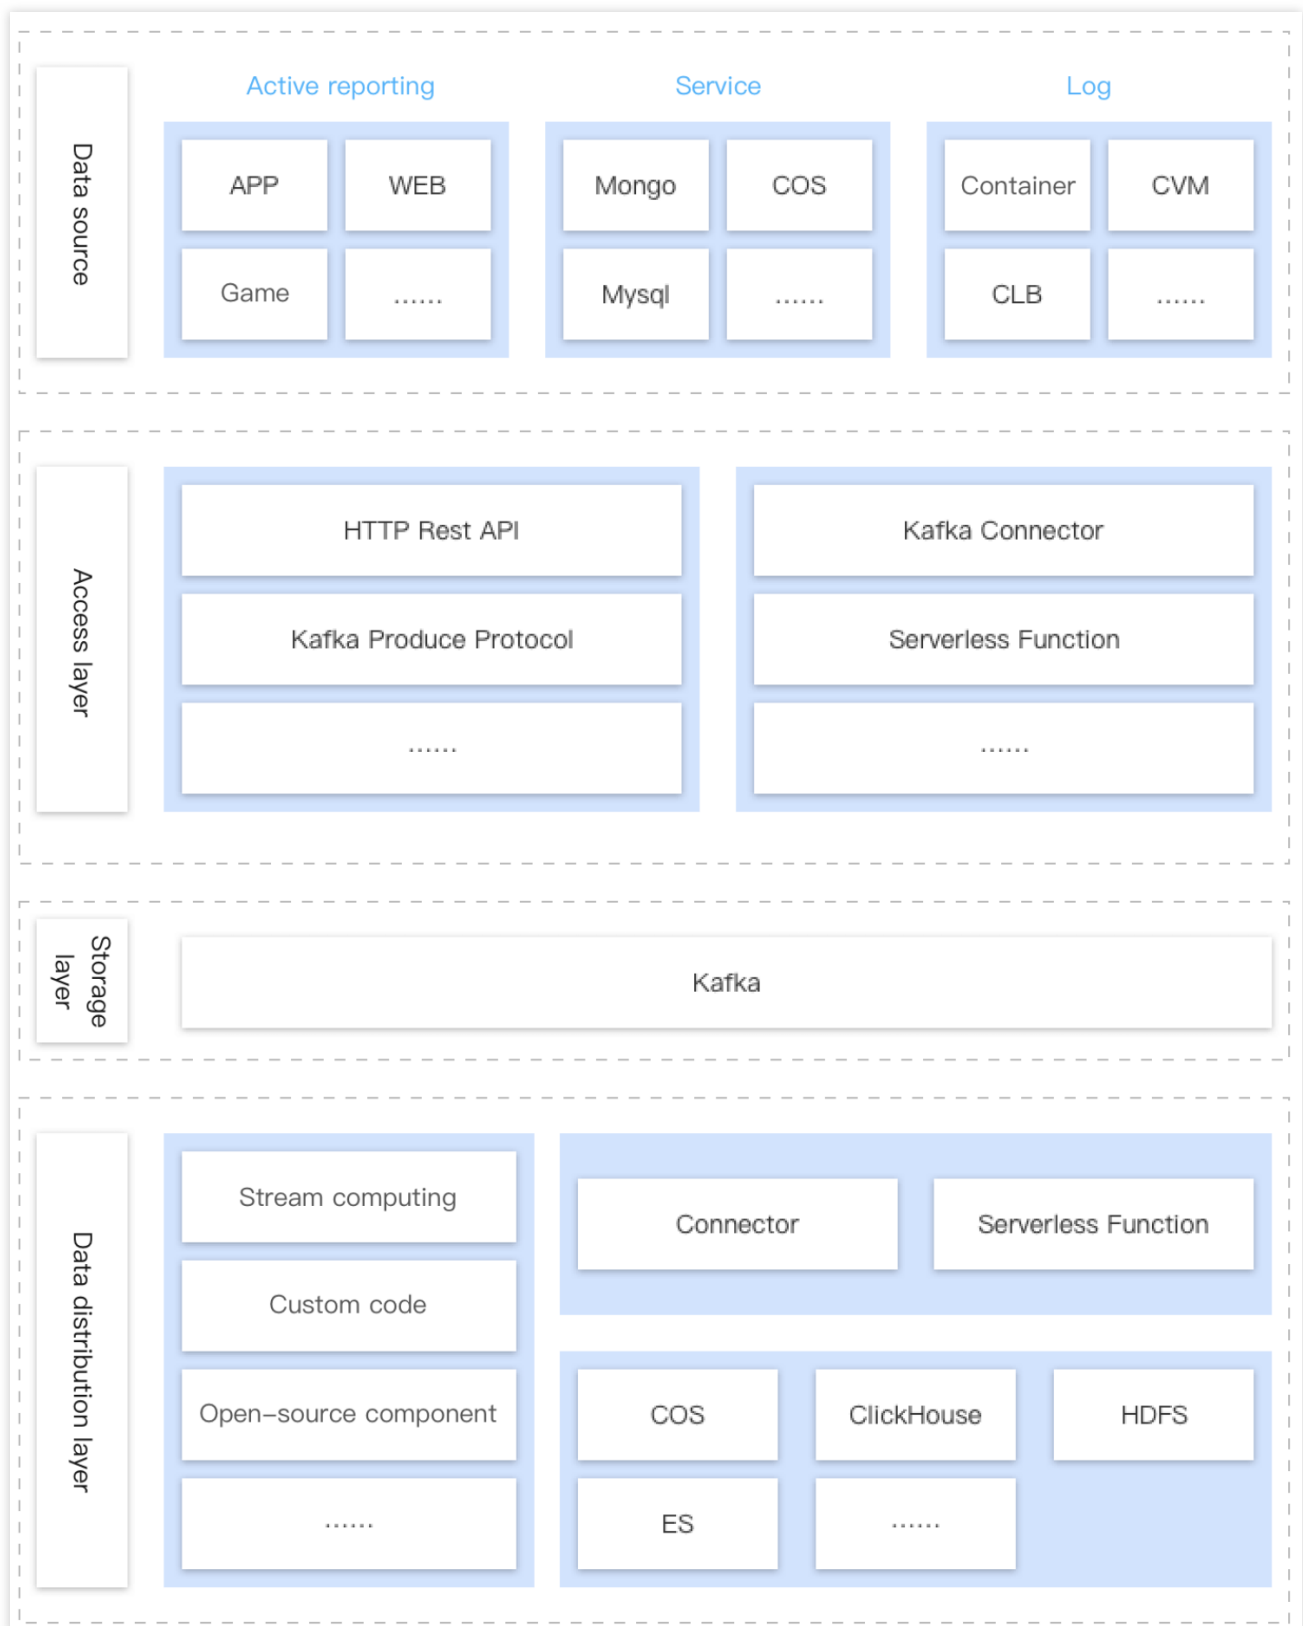 Data source
Active reporting
Service
Log
APP
WEB
Game
......
Mongo
COS
Mysql
......
Container
CVM
CLB
......
Access layer
HTTP Rest API
Kafka Produce Protocol
......
Kafka Connector
Serverless Function
......
Storage
layer
Kafka
Data distribution layer
Stream computing
Custom code
Open-source component
......
Connector
Serverless Function
COS
ClickHouse
HDFS
ES
......